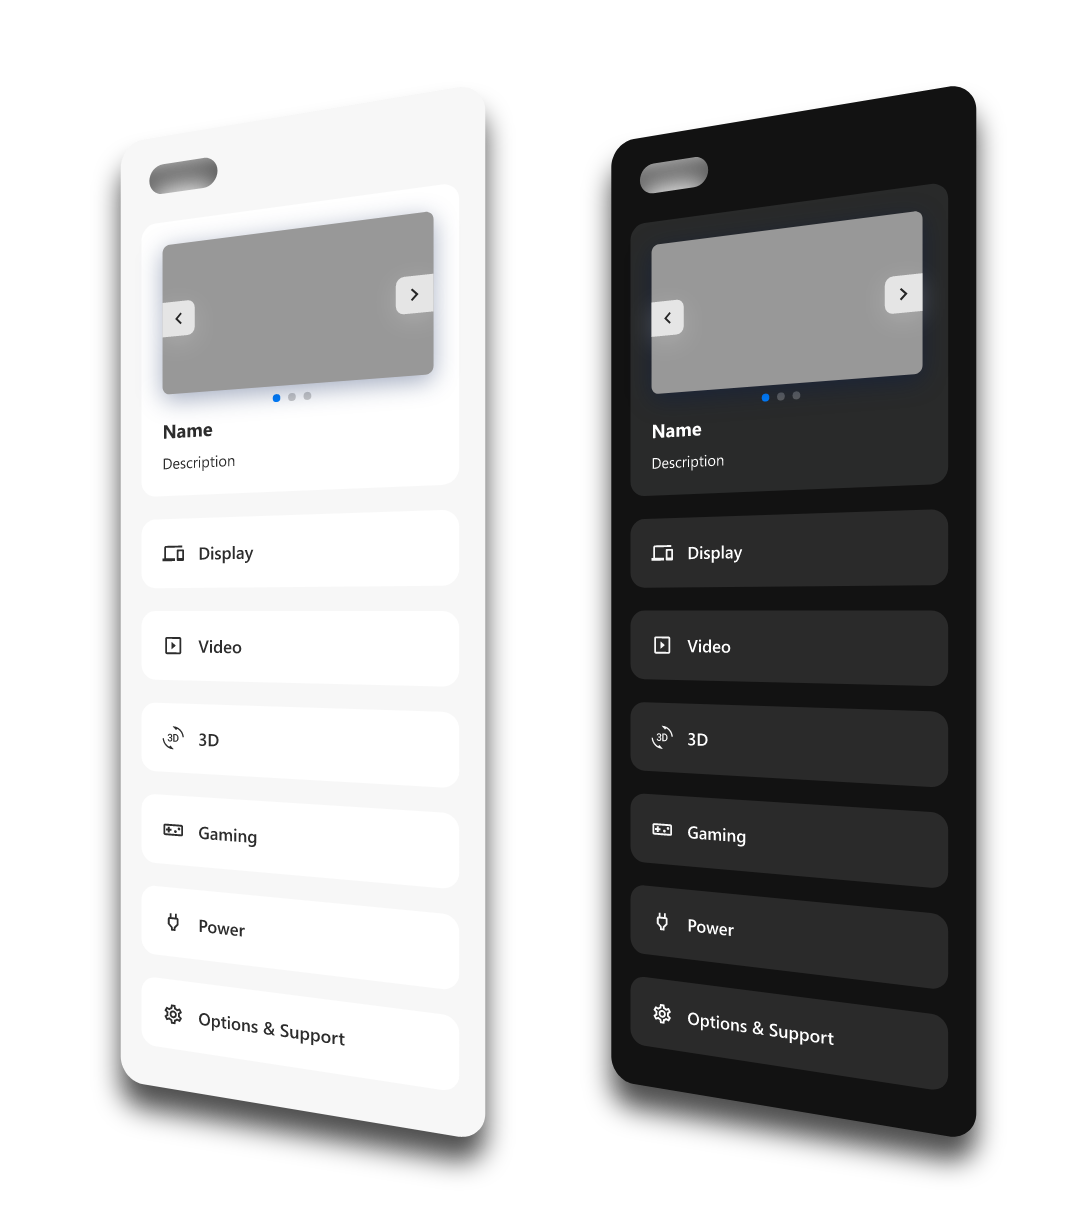 Name
Description
Display
Video
3D
3D
Gaming
Power
Options & Support
Name
Description
Display
Video
3D
3D
Gaming
Power
Options & Support